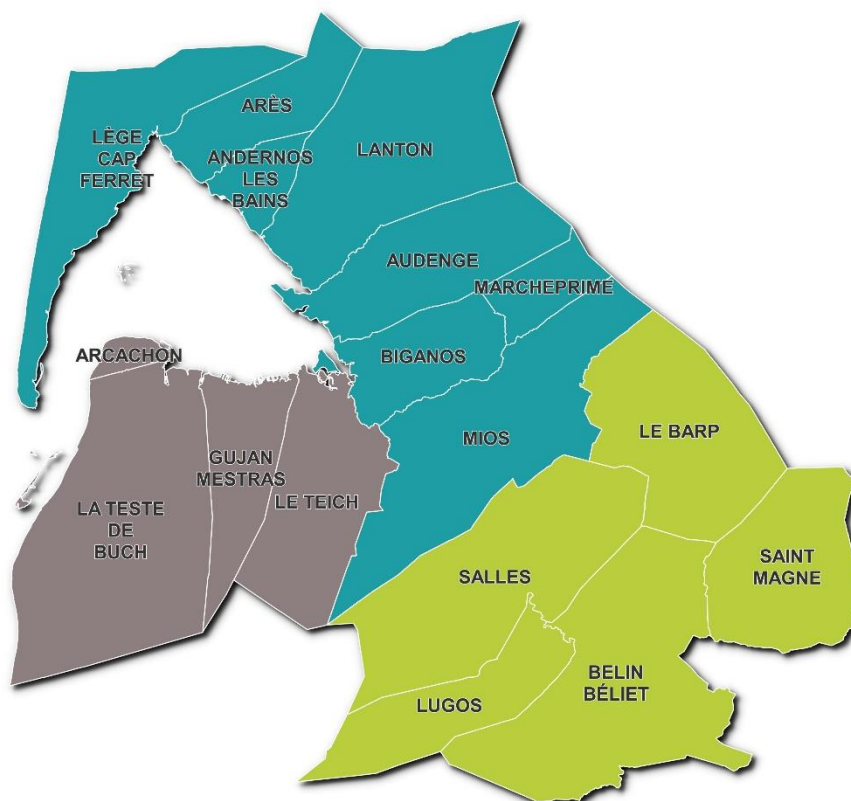 ARÈS
LÈGE
CAP
FERRET
ANDERNOS
LES
BAINS
LANTON
AUDENGE
MARCHEPRIME
ARCACHON
BIGANOS
MIOS
LE BARP
GUJAN
MESTRAS
LE TEICH
LA TESTE
DE
BUCH
SALLES
SAINT
MAGNE
BELIN
BÉLIET
LUGOS